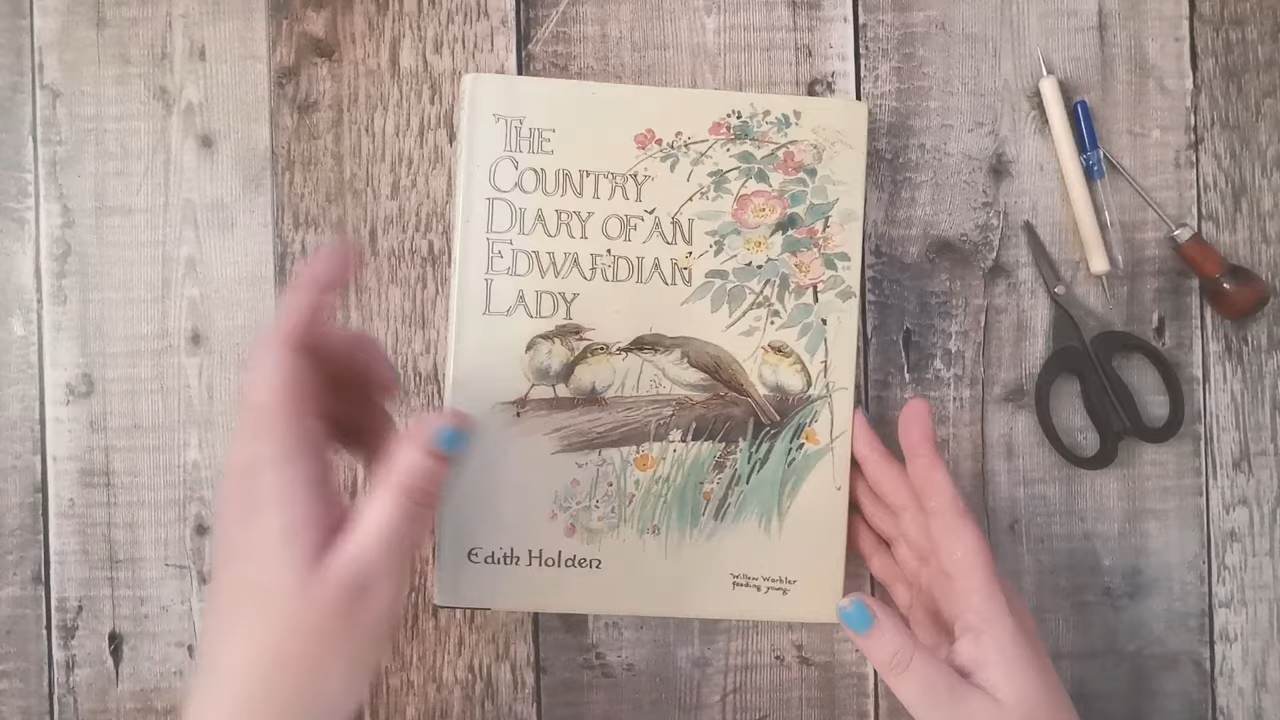 THE
COUNTRY
DIARY OF AN
EDWARDIAN
LADY
Edith Holden
Willow Warbler
feeding young.